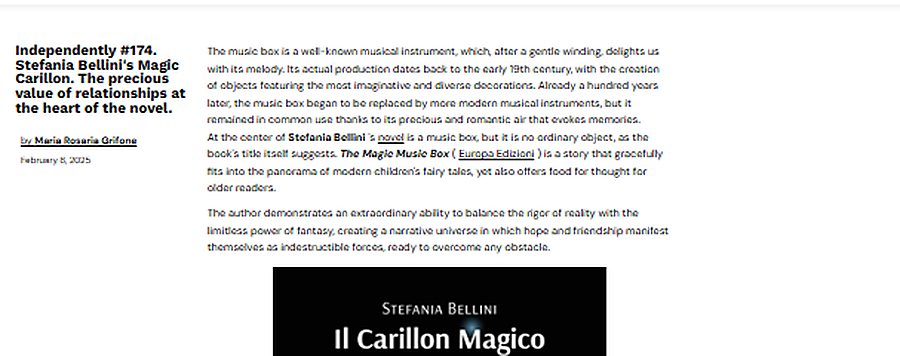 Independently #174.
Stefania Bellini's Magic
Carillon. The precious
value of relationships at
the heart of the novel.
by Maria Rosaria Grifone
February 8, 2025
The music box is a well-known musical instrument, which, after a gentle winding, delights us
with its melody. Its actual production dates back to the early 19th century, with the creation
of objects featuring the most imaginative and diverse decorations. Already a hundred years
later, the music box began to be replaced by more modern musical instruments, but it
remained in common use thanks to its precious and romantic air that evokes memories.
At the center of Stefania Bellini 's novel is a music box, but it is no ordinary object, as the
book's title itself suggests. The Magic Music Box ( Europa Edizioni ) is a story that gracefully
fits into the panorama of modern children's fairy tales, yet also offers food for thought for
older readers.
The author demonstrates an extraordinary ability to balance the rigor of reality with the
limitless power of fantasy, creating a narrative universe in which hope and friendship manifest
themselves as indestructible forces, ready to overcome any obstacle.
STEFANIA BELLINI
Il Carillon Magico